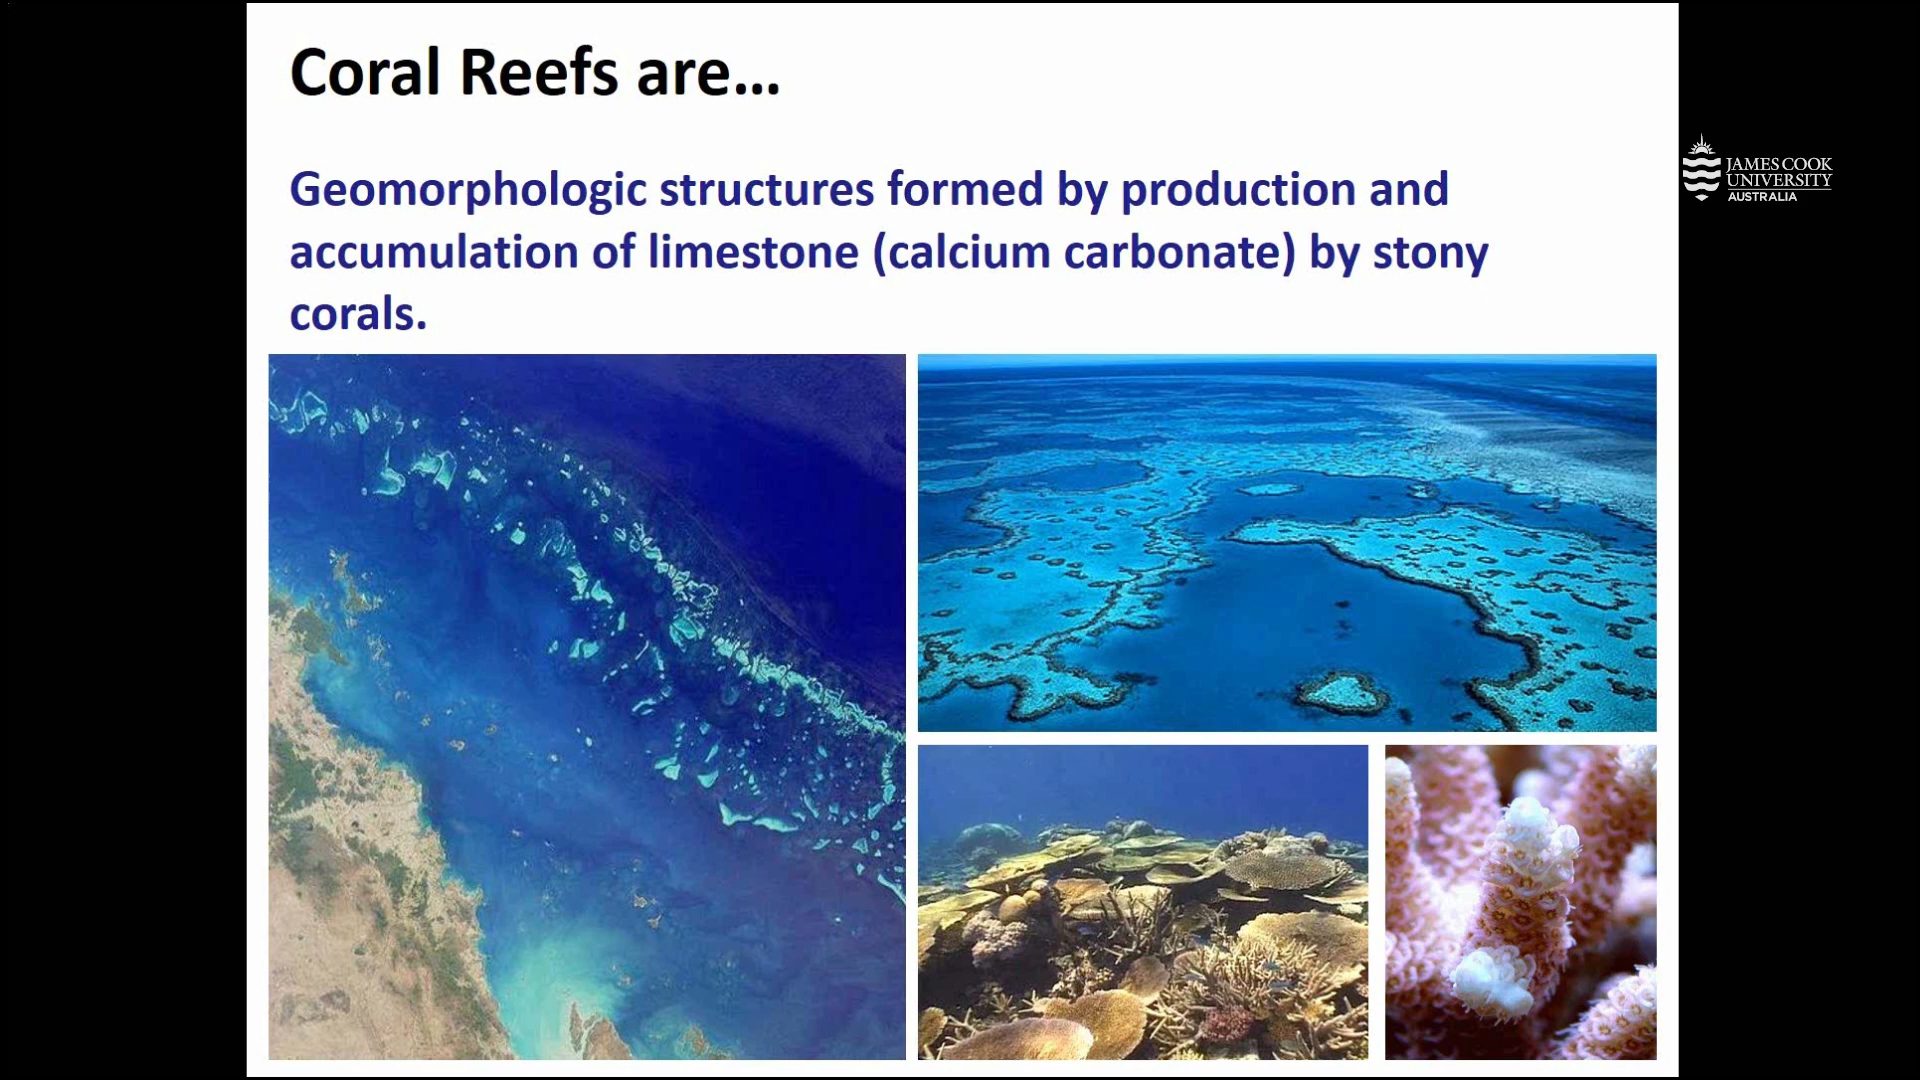 Coral Reefs are...
Geomorphologic structures formed by production and
accumulation of limestone (calcium carbonate) by stony
corals.
JAMES COOK
UNIVERSITY
AUSTRALIA